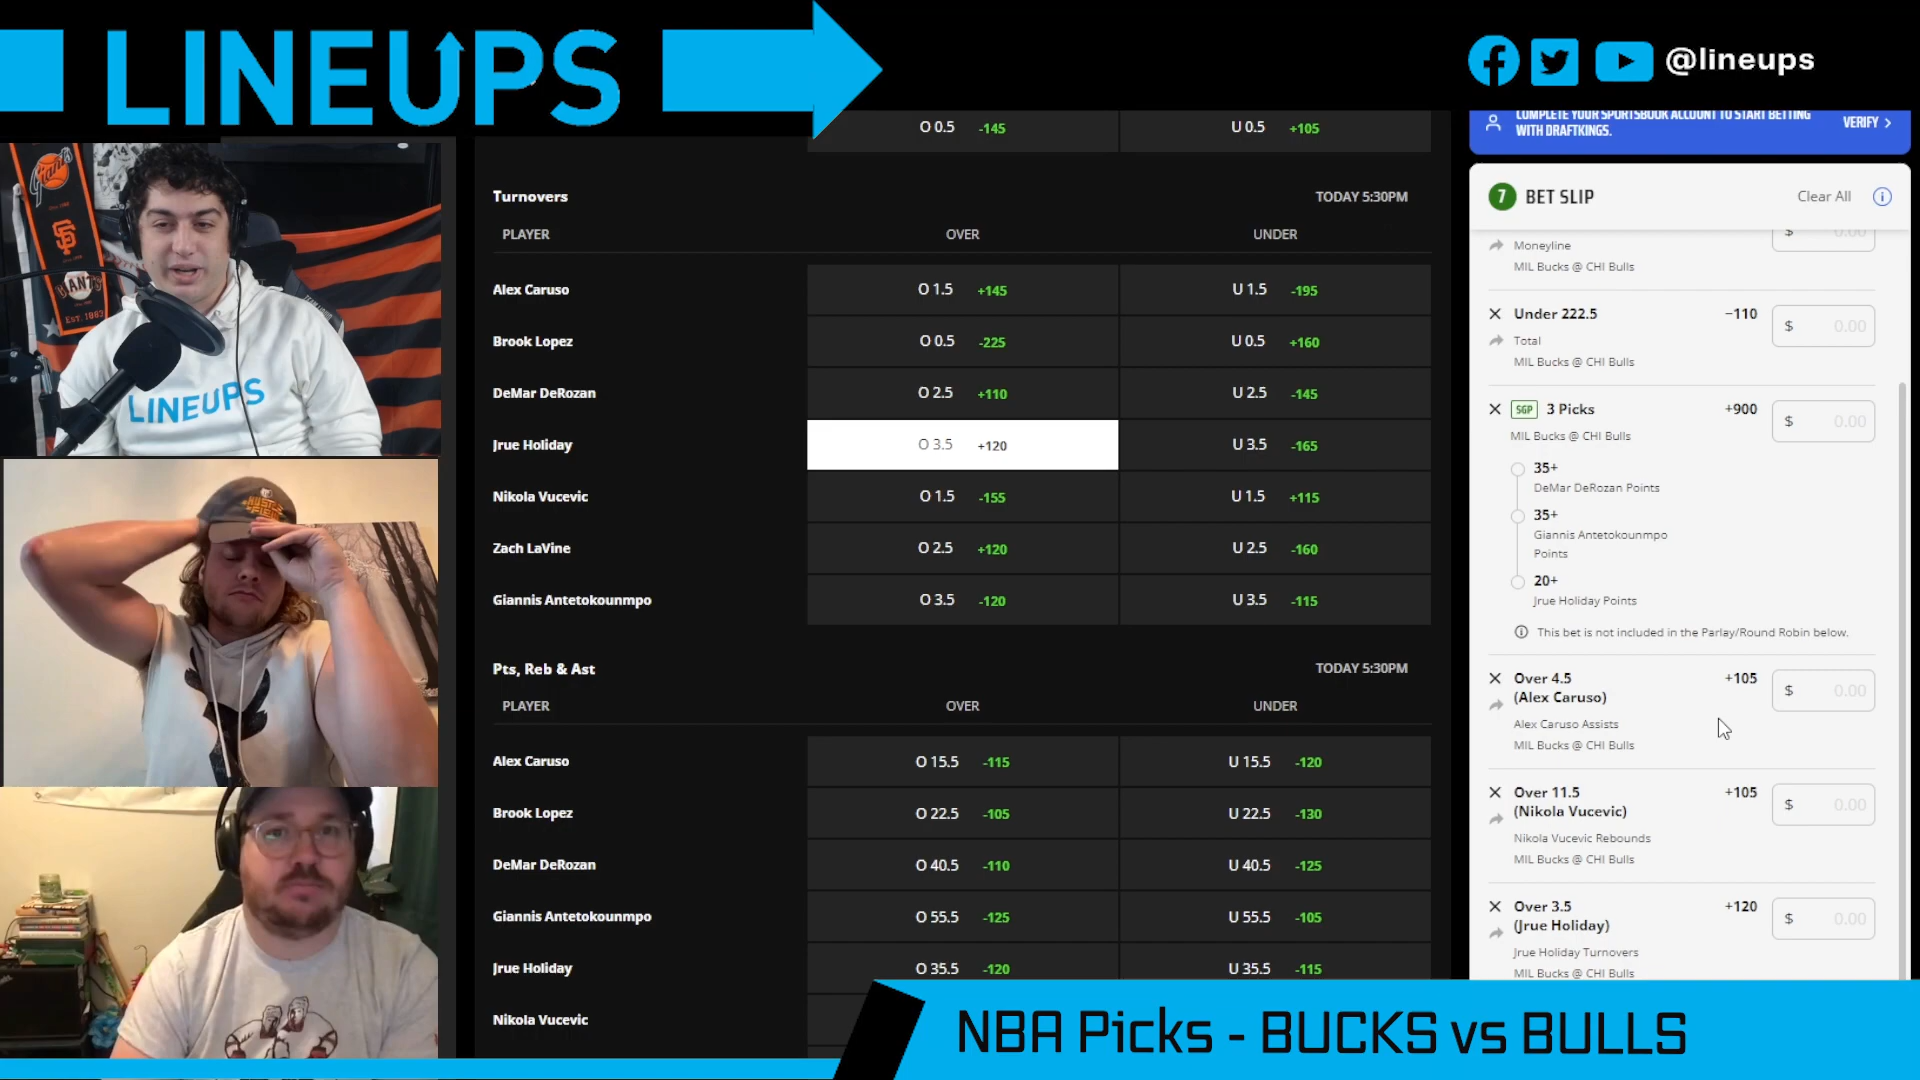 LINEUPS
@lineups
O 0.5 -145 U 0.5 +105
Turnovers TODAY 5:30PM
PLAYER OVER UNDER
Alex Caruso O 1.5 +145 U 1.5 -195
Brook Lopez O 0.5 -225 U 0.5 +160
DeMar DeRozan O 2.5 +110 U 2.5 -145
Jrue Holiday O 3.5 +120 U 3.5 -165
Nikola Vucevic O 1.5 -155 U 1.5 +115
Zach LaVine O 2.5 +120 U 2.5 -160
Giannis Antetokounmpo O 3.5 -120 U 3.5 -115
Pts, Reb & Ast TODAY 5:30PM
PLAYER OVER UNDER
Alex Caruso O 15.5 -115 U 15.5 -120
Brook Lopez O 22.5 -105 U 22.5 -130
DeMar DeRozan O 40.5 -110 U 40.5 -125
Giannis Antetokounmpo O 55.5 -125 U 55.5 -105
Jrue Holiday O 35.5 -120 U 35.5 -115
Nikola Vucevic
COMPLETE YOUR SPORTSBOOK ACCOUNT TO START BETTING
WITH DRAFTKINGS.
VERIFY >
7 BET SLIP Clear All
$ 0.00
Moneyline
MIL Bucks @ CHI Bulls
Under 222.5 −110 $ 0.00
Total
MIL Bucks @ CHI Bulls
SGP 3 Picks +900 $ 0.00
MIL Bucks @ CHI Bulls
35+
DeMar DeRozan Points
35+
Giannis Antetokounmpo
Points
20+
Jrue Holiday Points
This bet is not included in the Parlay/Round Robin below.
Over 4.5 +105 $ 0.00
(Alex Caruso)
Alex Caruso Assists
MIL Bucks @ CHI Bulls
Over 11.5 +105 $ 0.00
(Nikola Vucevic)
Nikola Vucevic Rebounds
MIL Bucks @ CHI Bulls
Over 3.5 +120 $ 0.00
(Jrue Holiday)
Jrue Holiday Turnovers
MIL Bucks @ CHI Bulls
Giants
SF
GIANTS
EST. 1883
LINEUPS
NBA Picks - BUCKS vs BULLS